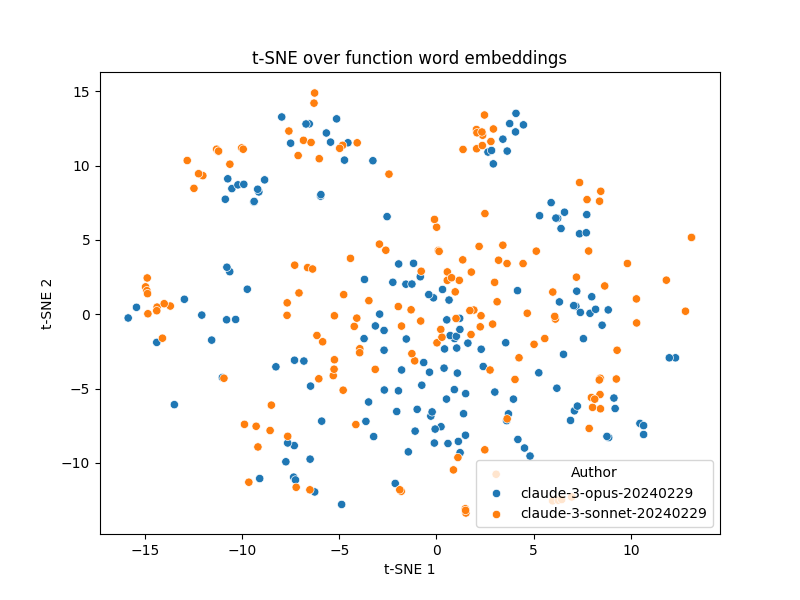 t-SNE over function word embeddings
15
10
5
0
−5
−10
t-SNE 2
−15
−10
−5
0
5
10
t-SNE 1
Author
claude-3-opus-20240229
claude-3-sonnet-20240229